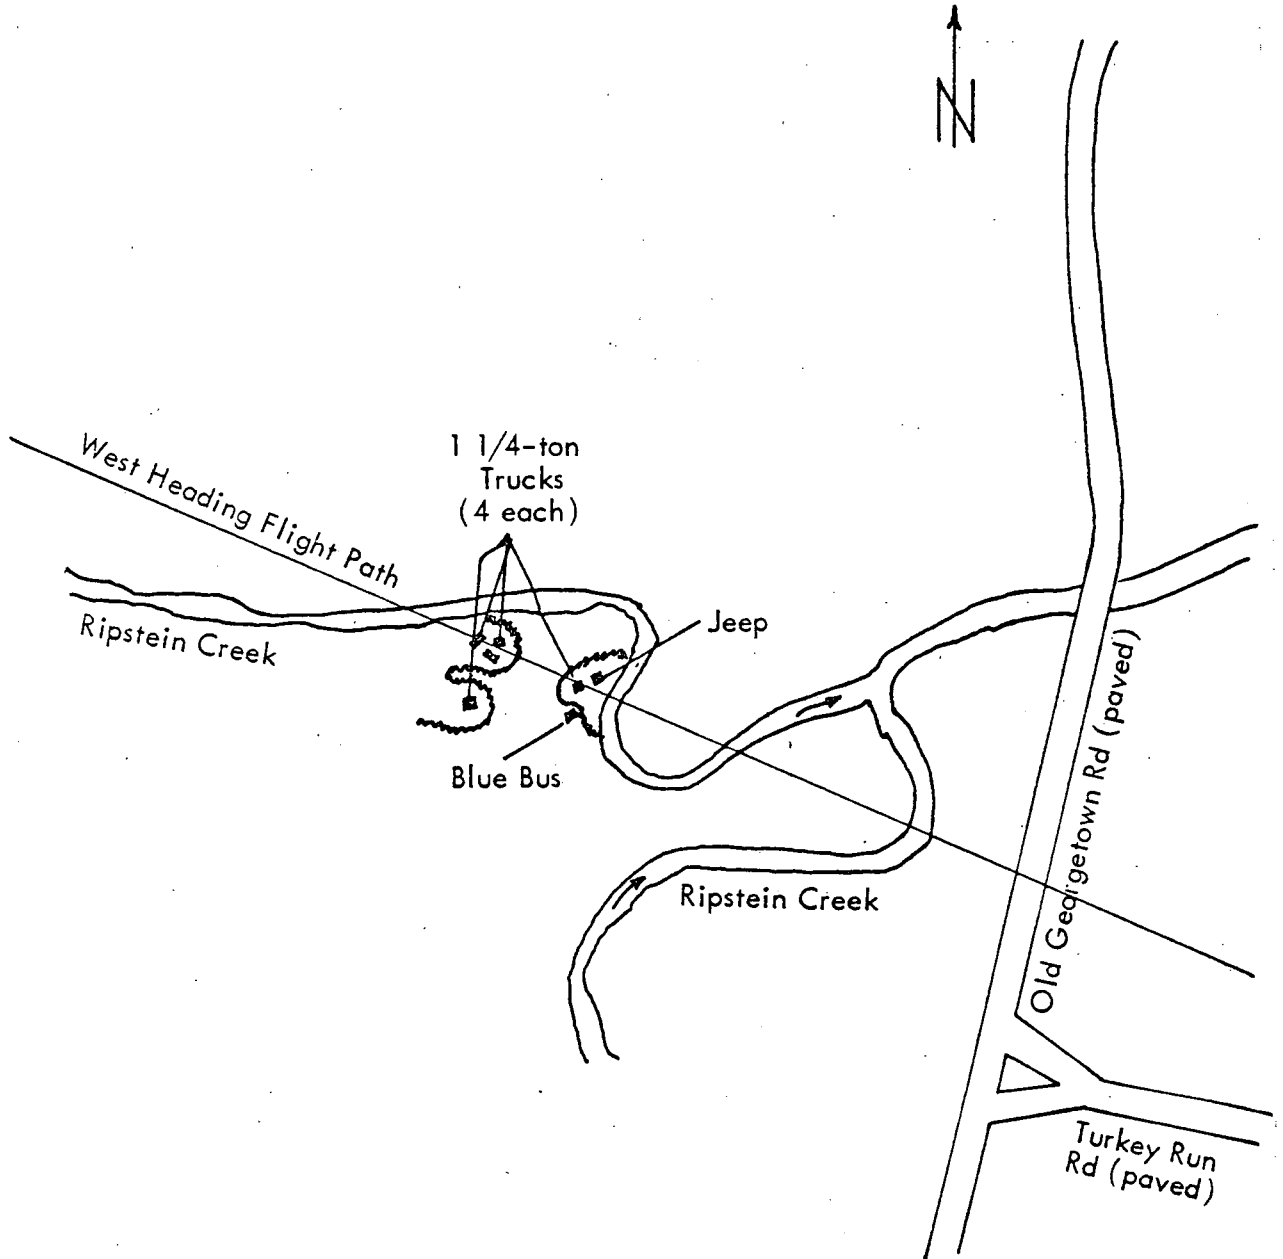 N
West Heading Flight Path
1 1/4-ton
Trucks
(4 each)
Ripstein Creek
Jeep
Blue Bus
Ripstein Creek
Old Georgetown Rd (paved)
Turkey Run
Rd (paved)